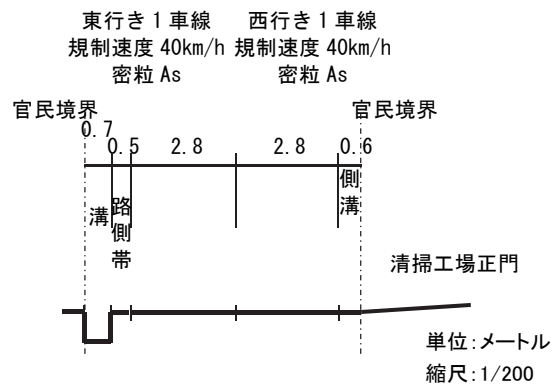 東行き1車線
規制速度 40km/h
密粒 As
西行き1車線
規制速度 40km/h
密粒 As
官民境界
官民境界
0.7
0.5
2.8
2.8
0.6
溝
路側帯
側溝
清掃工場正門
単位:メートル
縮尺:1/200